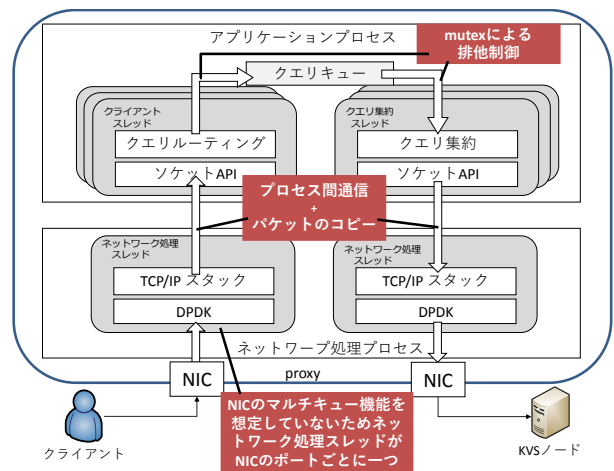 アプリケーションプロセス
mutexによる
排他制御
クエリキュー
クライアント
スレッド
クエリルーティング
ソケットAPI
クエリ集約
スレッド
クエリ集約
ソケットAPI
プロセス間通信
+
パケットのコピー
ネットワーク処理
スレッド
TCP/IP スタック
DPDK
ネットワーク処理
スレッド
TCP/IP スタック
DPDK
ネットワープ処理プロセス
NIC
proxy
NIC
NICのマルチキュー機能を
想定していないためネッ
トワーク処理スレッドが
NICのポートごとに一つ
クライアント
KVSノード